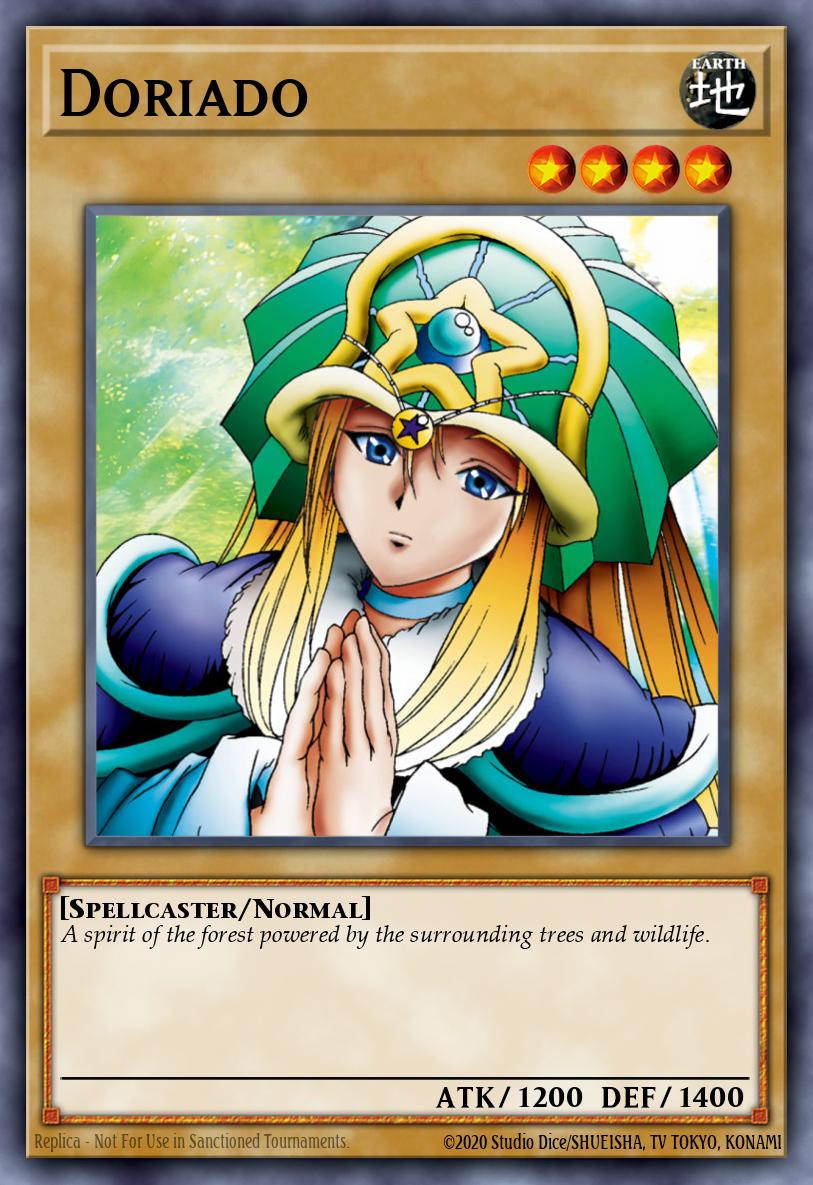 Doriado
EARTH
地
[Spellcaster/Normal]
A spirit of the forest powered by the surrounding trees and wildlife.
ATK/1200 DEF/1400
Replica - Not For Use in Sanctioned Tournaments.
©2020 Studio Dice/SHUEISHA, TV TOKYO, KONAMI